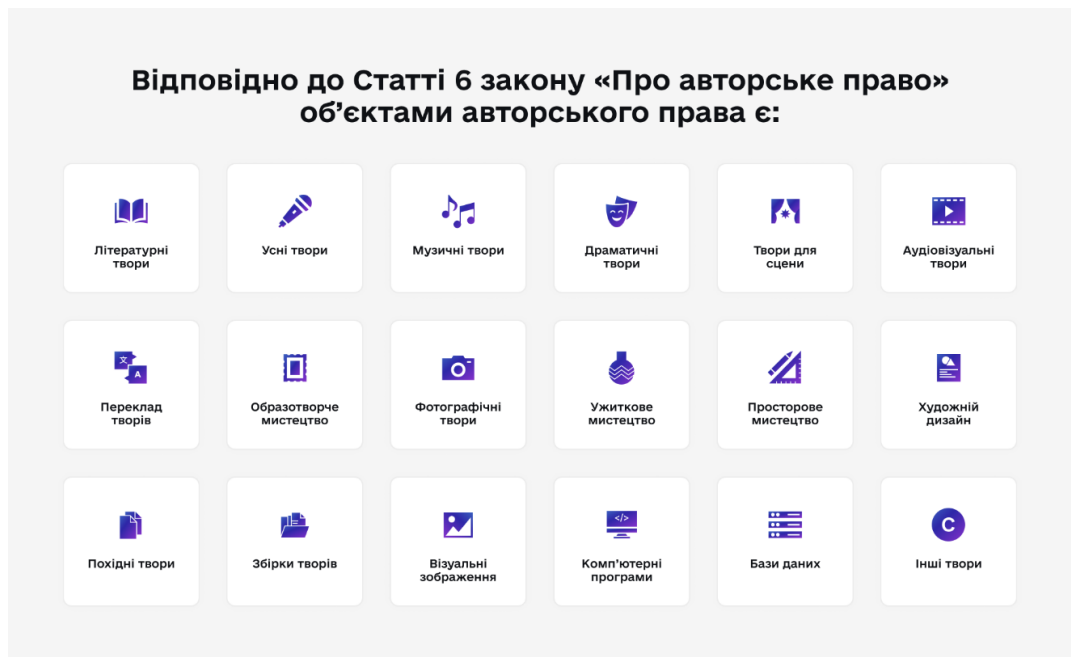 Відповідно до Статті 6 закону «Про авторське право»
об’єктами авторського права є:
Літературні
твори
Усні твори
Музичні твори
Драматичні
твори
Твори для
сцени
Аудіовізуальні
твори
文
A
Переклад
творів
Образотворче
мистецтво
Фотографічні
твори
Ужиткове
мистецтво
Просторове
мистецтво
Художній
дизайн
Похідні твори
Збірки творів
Візуальні
зображення
</>
Комп’ютерні
програми
Бази даних
C
Інші твори